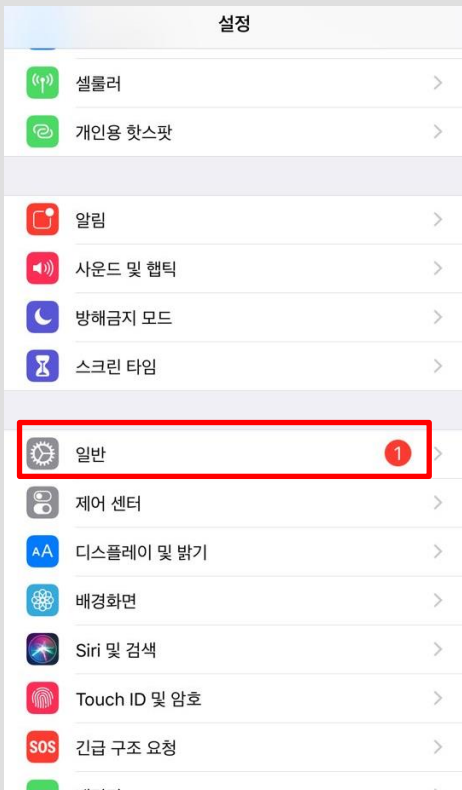 설정
셀룰러
개인용 핫스팟
알림
사운드 및 햅틱
방해금지 모드
스크린 타임
일반 1
제어 센터
AA 디스플레이 및 밝기
배경화면
Siri 및 검색
Touch ID 및 암호
SOS 긴급 구조 요청